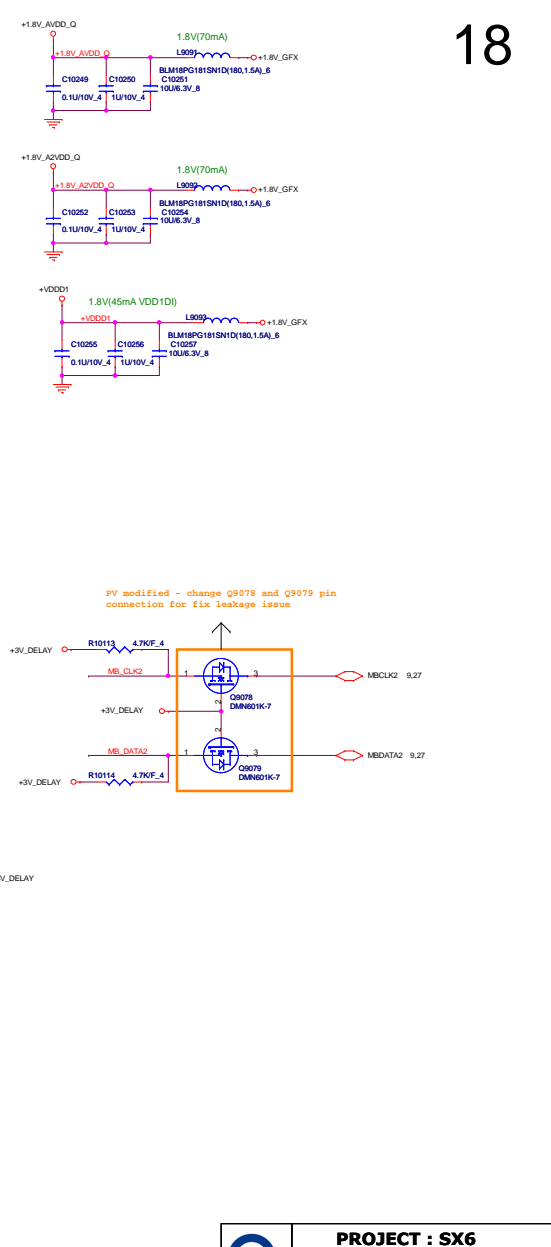 18
+1.8V_AVDD_Q
1.8V(70mA)
+1.8V_AVDD_Q
L9091
+1.8V_GFX
BLM18PG181SN1D(180,1.5A)_6
C10249
C10250
C10251
10U/6.3V_8
0.1U/10V_4
1U/10V_4
+1.8V_A2VDD_Q
1.8V(70mA)
+1.8V_A2VDD_Q
L9092
+1.8V_GFX
BLM18PG181SN1D(180,1.5A)_6
C10252
C10253
C10254
10U/6.3V_8
0.1U/10V_4
1U/10V_4
+VDDD1
1.8V(45mA VDD1DI)
+VDDD1
L9093
+1.8V_GFX
BLM18PG181SN1D(180,1.5A)_6
C10255
C10256
C10257
10U/6.3V_8
0.1U/10V_4
1U/10V_4
PV modified - change Q9078 and Q9079 pin
connection for fix leakage issue
+3V_DELAY
R10113
4.7K/F_4
MB_CLK2
1
3
MBCLK2 9,27
Q9078
DMN601K-7
2
+3V_DELAY
2
MB_DATA2
1
3
MBDATA2 9,27
Q9079
DMN601K-7
+3V_DELAY
R10114
4.7K/F_4
V_DELAY
PROJECT : SX6